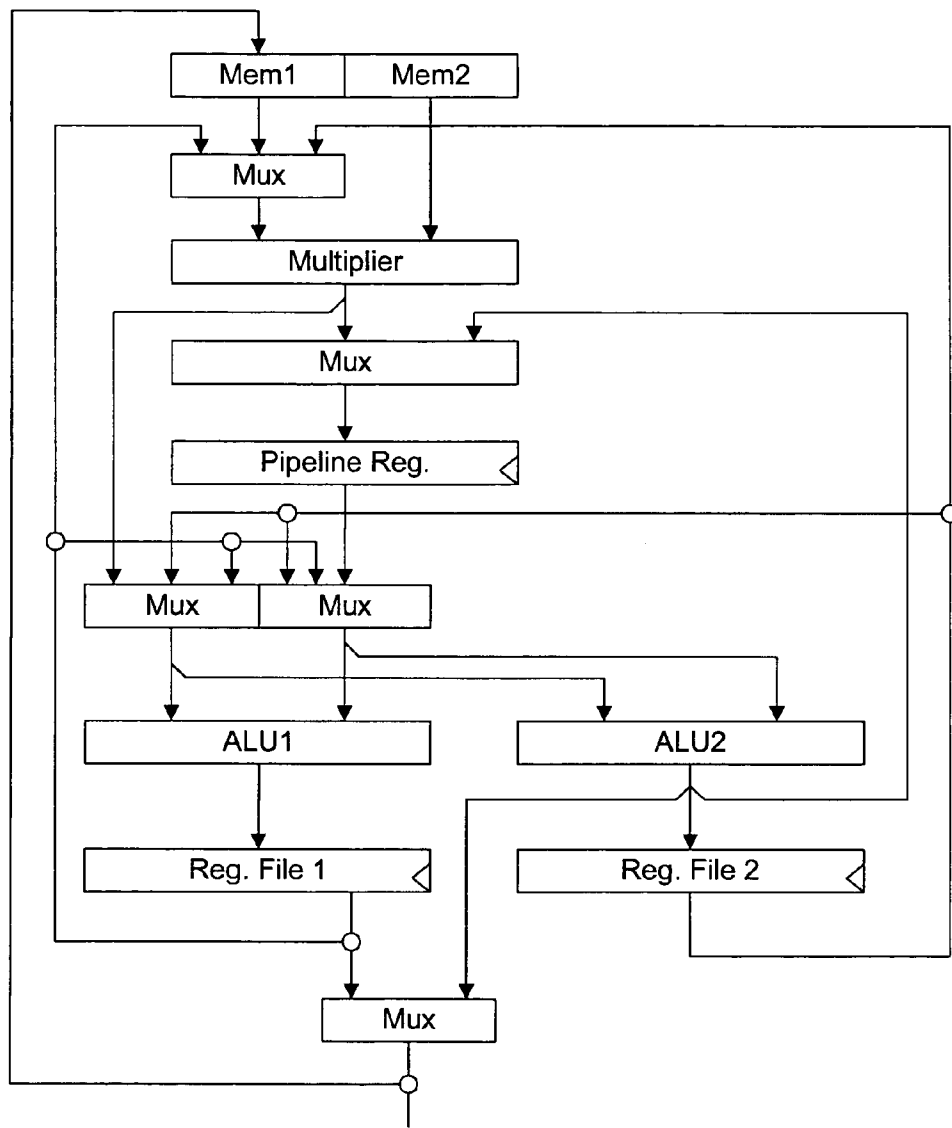 Mem1 Mem2
Mux
Multiplier
Mux
Pipeline Reg.
Mux Mux
ALU1 ALU2
Reg. File 1 Reg. File 2
Mux